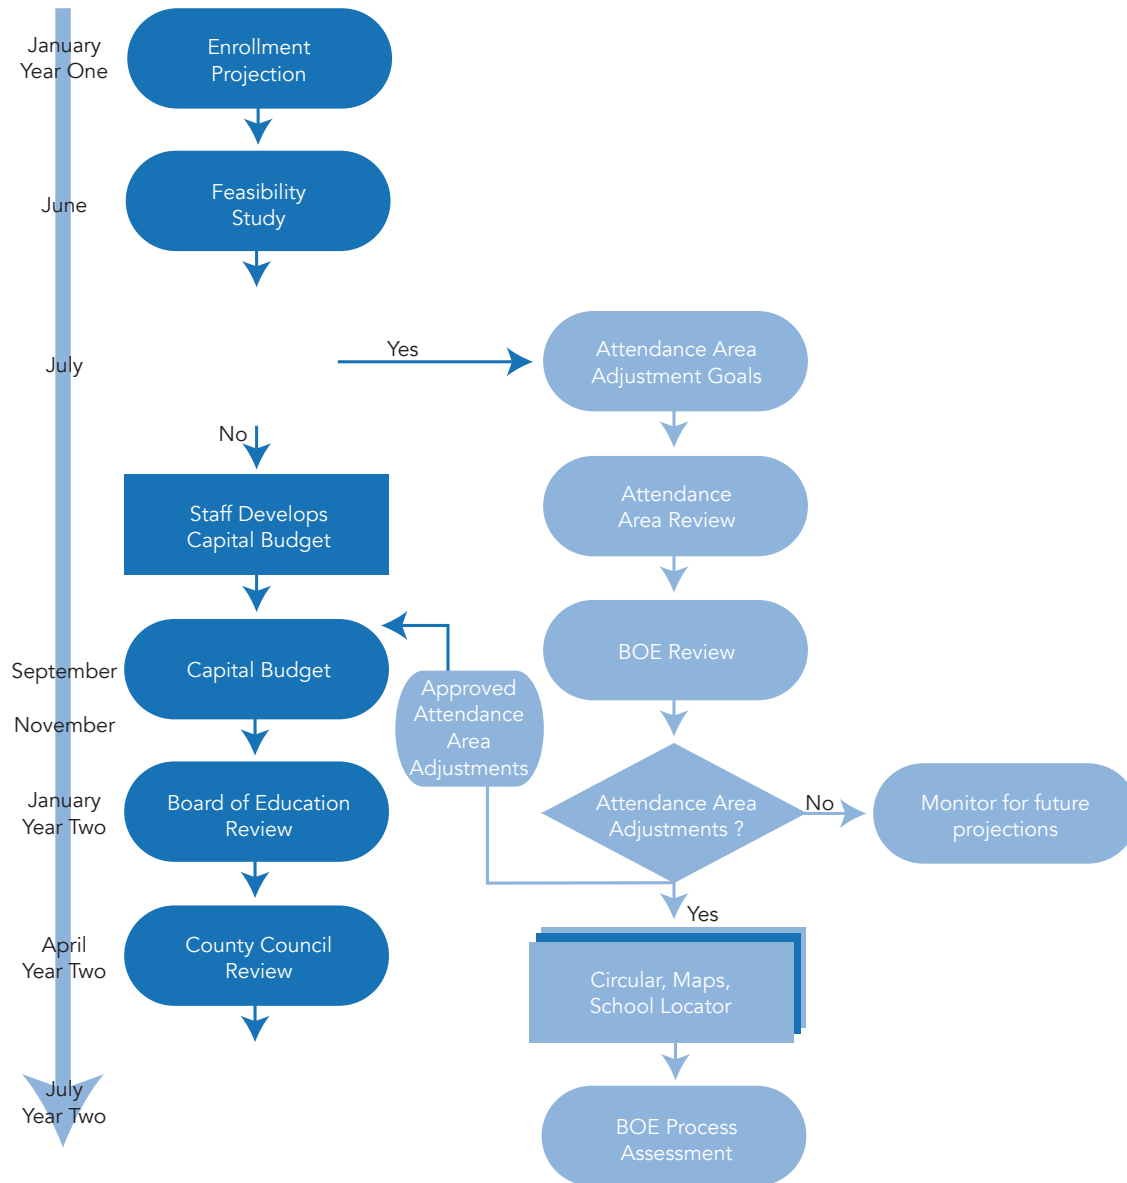 January
Year One
Enrollment
Projection
June
Feasibility
Study
July
Yes
Attendance Area
Adjustment Goals
No
Staff Develops
Capital Budget
Attendance
Area Review
September
Capital Budget
BOE Review
Approved
Attendance
Area
Adjustments
November
January
Year Two
Board of Education
Review
Attendance Area
Adjustments ?
No
Monitor for future
projections
Yes
April
Year Two
County Council
Review
Circular, Maps,
School Locator
July
Year Two
BOE Process
Assessment